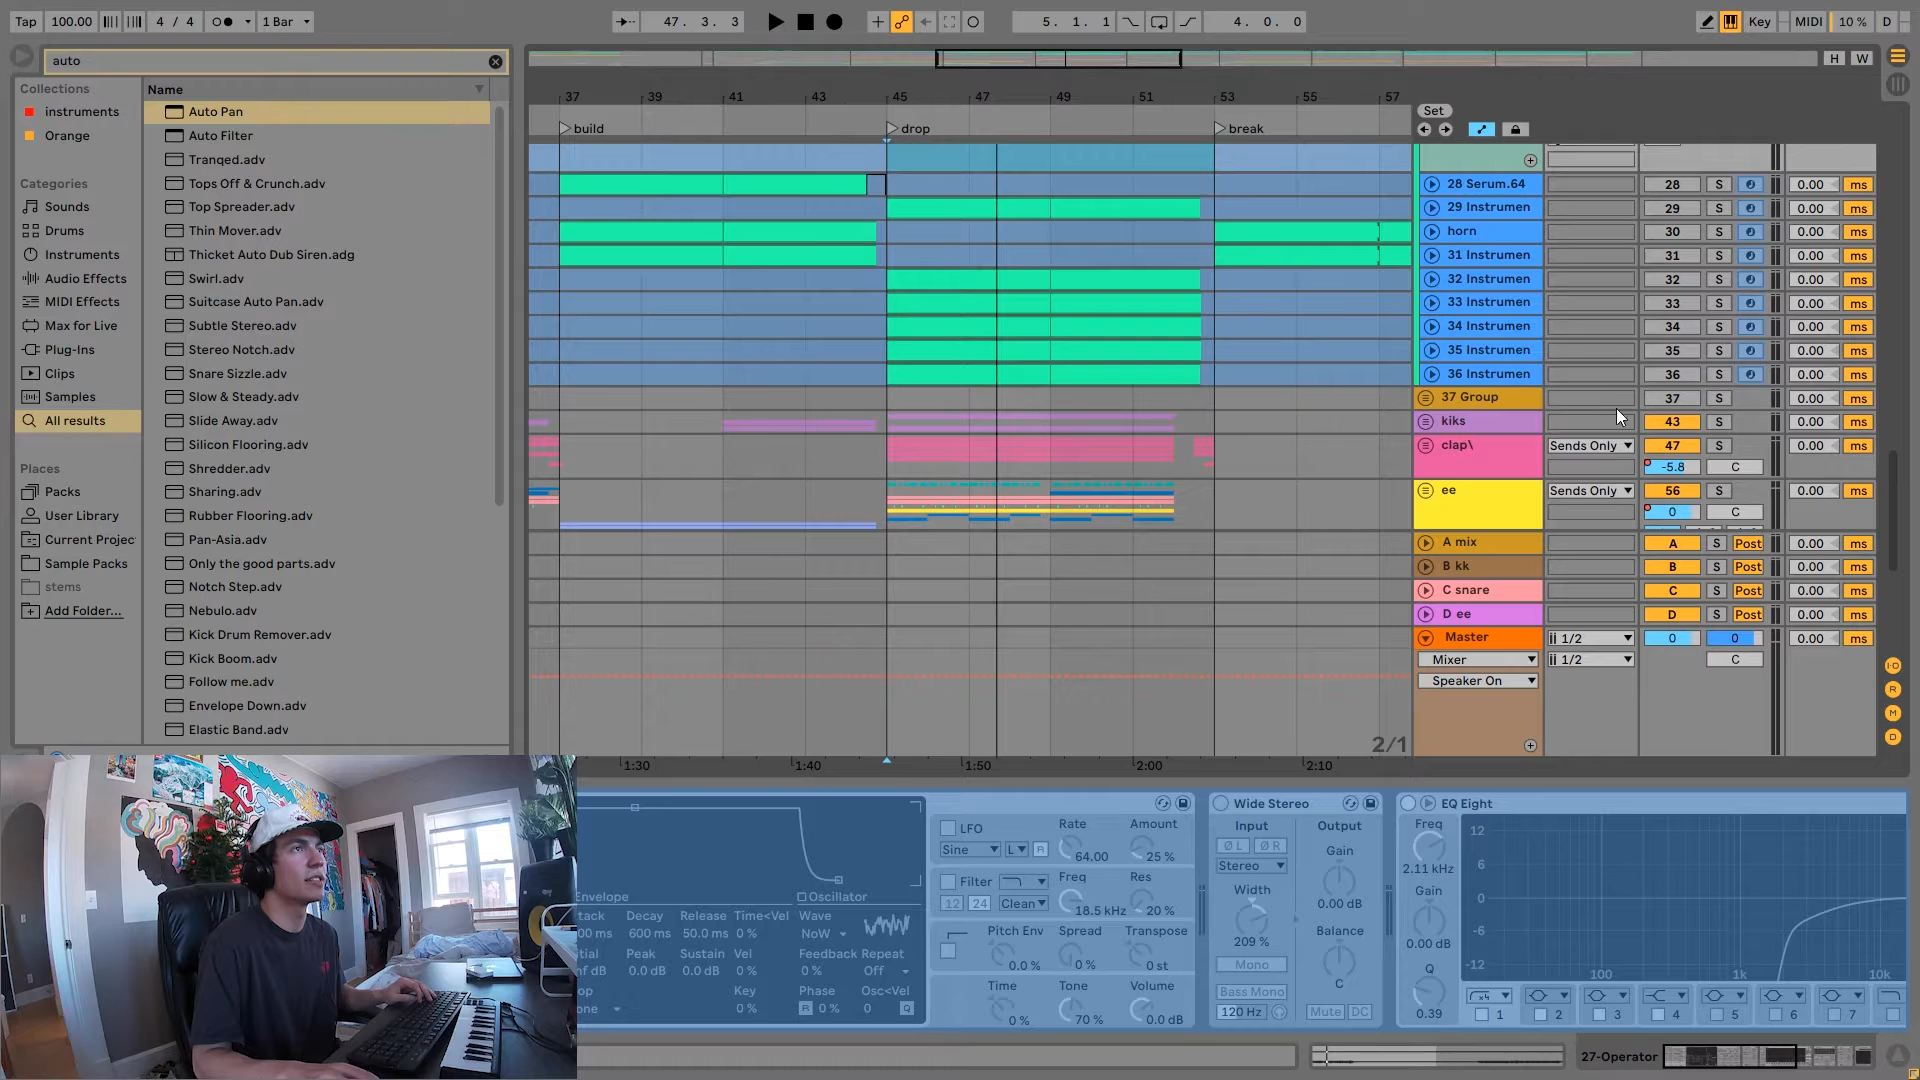 Tap 100.00 4 / 4 1 Bar 47. 3. 3 5. 1. 1 4. 0. 0 Key MIDI 10 % D
auto
H W
Collections
instruments
Orange
Categories
Sounds
Drums
Instruments
Audio Effects
MIDI Effects
Max for Live
Plug-Ins
Clips
Samples
All results
Places
Packs
User Library
Current Projec
Sample Packs
stems
Add Folder...
Name
Auto Pan
Auto Filter
Tranqed.adv
Tops Off & Crunch.adv
Top Spreader.adv
Thin Mover.adv
Thicket Auto Dub Siren.adg
Swirl.adv
Suitcase Auto Pan.adv
Subtle Stereo.adv
Stereo Notch.adv
Snare Sizzle.adv
Slow & Steady.adv
Slide Away.adv
Silicon Flooring.adv
Shredder.adv
Sharing.adv
Rubber Flooring.adv
Pan-Asia.adv
Only the good parts.adv
Notch Step.adv
Nebulo.adv
Kick Drum Remover.adv
Kick Boom.adv
Follow me.adv
Envelope Down.adv
Elastic Band.adv
37 39 41 43 45 47 49 51 53 55 57
Set
build drop break
28 Serum.64 28 S 0.00 ms
29 Instrumen 29 S 0.00 ms
horn 30 S 0.00 ms
31 Instrumen 31 S 0.00 ms
32 Instrumen 32 S 0.00 ms
33 Instrumen 33 S 0.00 ms
34 Instrumen 34 S 0.00 ms
35 Instrumen 35 S 0.00 ms
36 Instrumen 36 S 0.00 ms
37 Group 37 S 0.00 ms
kiks 43 S 0.00 ms
clap\ Sends Only 47 S 0.00 ms
-5.8 C
ee Sends Only 56 S 0.00 ms
0 C
A mix A S Post 0.00 ms
B kk B S Post 0.00 ms
C snare C S Post 0.00 ms
D ee D S Post 0.00 ms
Master 1/2 0 0 0.00 ms
Mixer 1/2 C
Speaker On
2/1
1:30 1:40 1:50 2:00 2:10
I·O
R
M
D
Envelope Oscillator
tack Decay Release Time<Vel Wave
00 ms 600 ms 50.0 ms 0 % NoW
itial Peak Sustain Vel Feedback Repeat
nf dB 0.0 dB 0.0 dB 0 % 0 % Off
op Key Phase Osc<Vel
one 0 % R 0 % 0 Q
LFO Rate Amount
Sine L R 64.00 25 %
Filter Freq Res
12 24 Clean 18.5 kHz 20 %
Pitch Env Spread Transpose
0.0 % 0 % 0 st
Time Tone Volume
0 % 70 % 0.0 dB
Wide Stereo
Input Output
Ø L Ø R Gain
Stereo
Width 0.00 dB
209 % Balance
Mono
Bass Mono C
120 Hz Mute DC
EQ Eight
Freq
2.11 kHz
Gain
0.00 dB
Q
0.39
12
6
0
-6
-12
100 1k 10k
x4
1 2 3 4 5 6 7
27-Operator